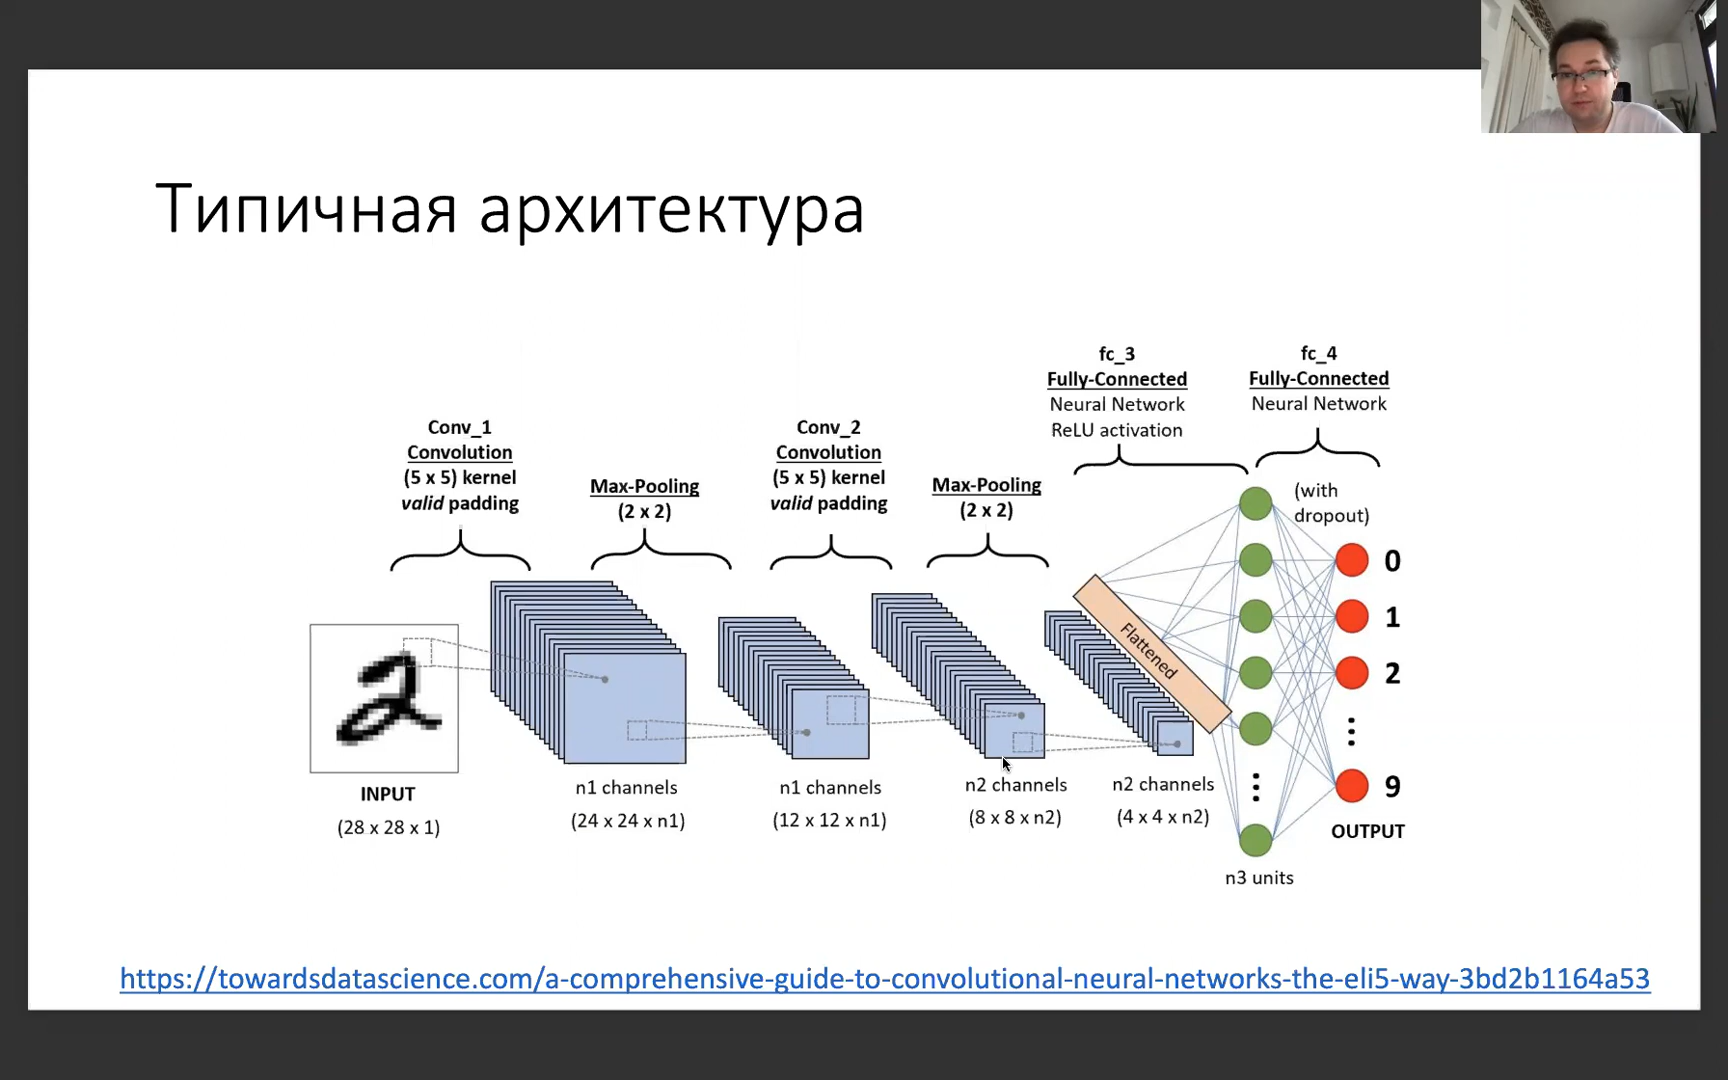 Типичная архитектура
Conv_1
Convolution
(5 x 5) kernel
valid padding
Max-Pooling
(2 x 2)
Conv_2
Convolution
(5 x 5) kernel
valid padding
Max-Pooling
(2 x 2)
fc_3
Fully-Connected
Neural Network
ReLU activation
fc_4
Fully-Connected
Neural Network
(with
dropout)
Flattened
0
1
2
9
OUTPUT
INPUT
(28 x 28 x 1)
n1 channels
(24 x 24 x n1)
n1 channels
(12 x 12 x n1)
n2 channels
(8 x 8 x n2)
n2 channels
(4 x 4 x n2)
n3 units
https://towardsdatascience.com/a-comprehensive-guide-to-convolutional-neural-networks-the-eli5-way-3bd2b1164a53